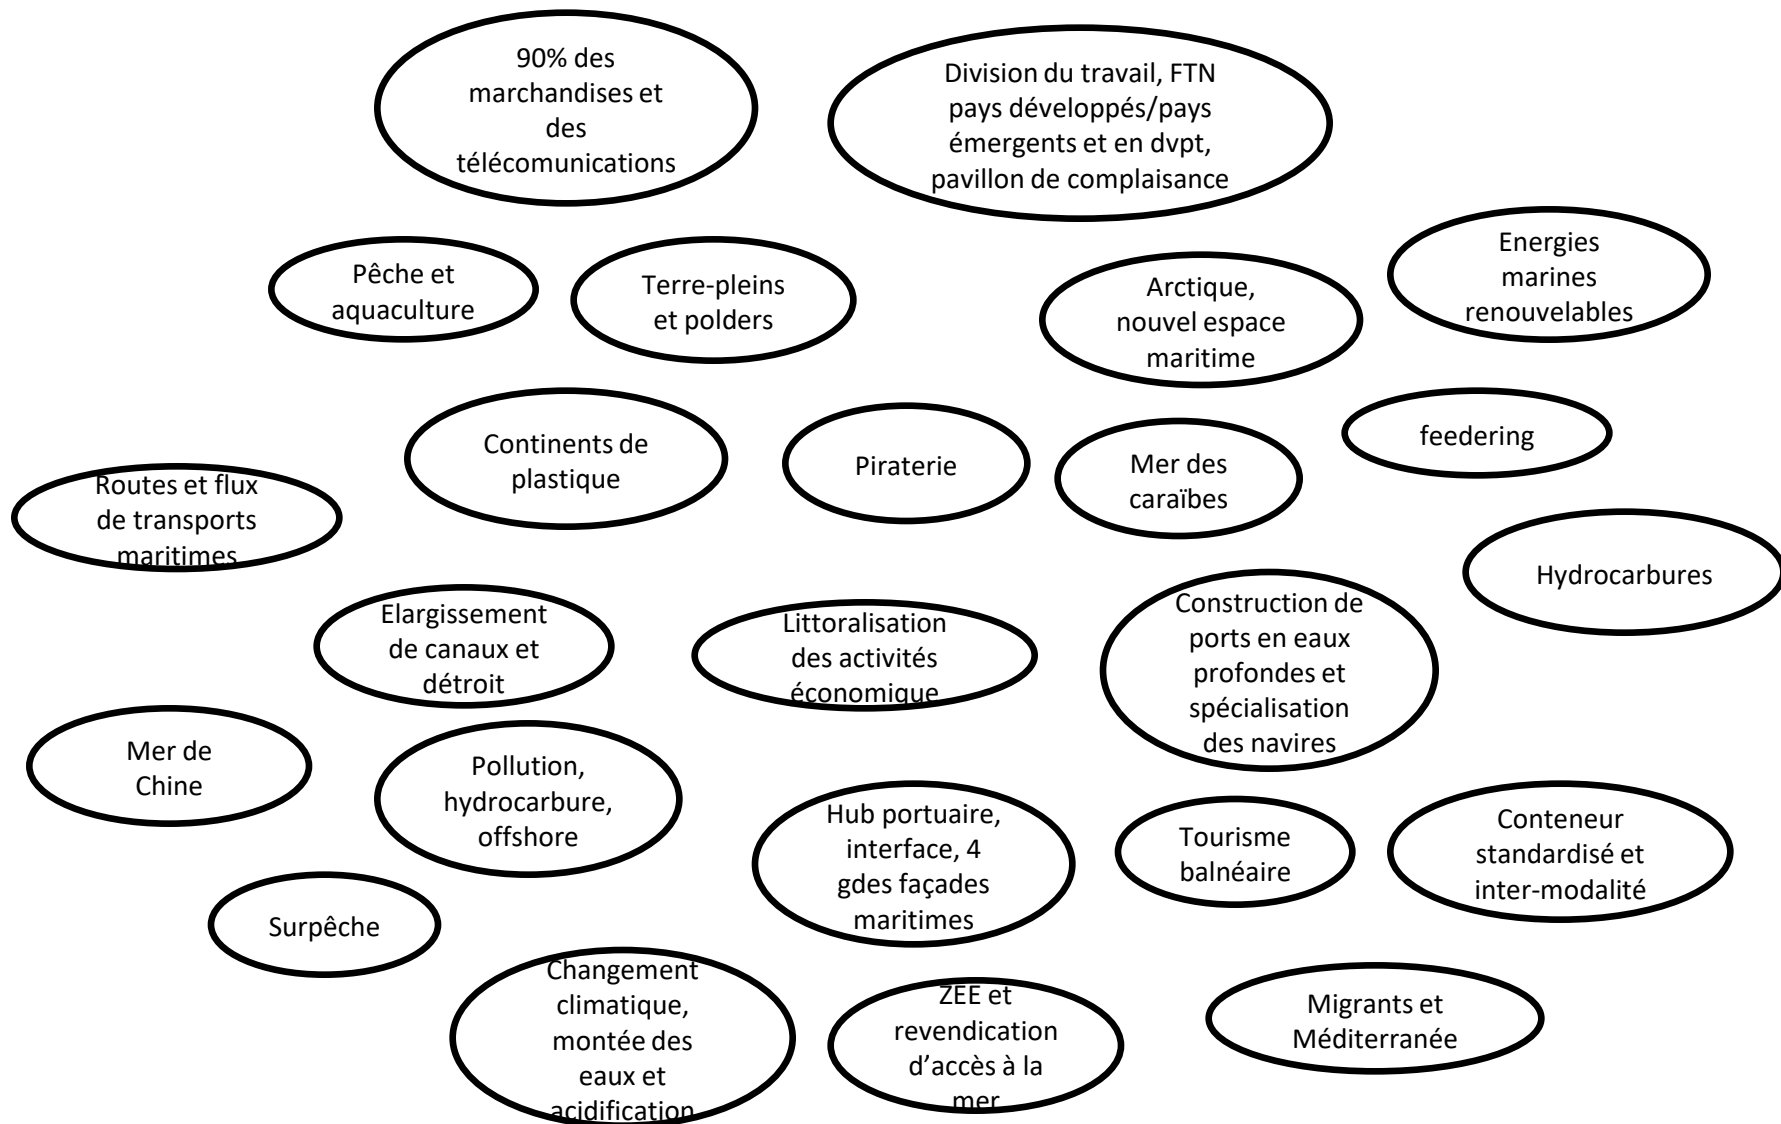 90% des
marchandises et
des
télécomunications
Division du travail, FTN
pays développés/pays
émergents et en dvpt,
pavillon de complaisance
Pêche et
aquaculture
Terre-pleins
et polders
Arctique,
nouvel espace
maritime
Energies
marines
renouvelables
Continents de
plastique
Piraterie
Mer des
caraïbes
feedering
Routes et flux
de transports
maritimes
Hydrocarbures
Elargissement
de canaux et
détroit
Littoralisation
des activités
économique
Construction de
ports en eaux
profondes et
spécialisation
des navires
Mer de
Chine
Pollution,
hydrocarbure,
offshore
Hub portuaire,
interface, 4
gdes façades
maritimes
Tourisme
balnéaire
Conteneur
standardisé et
inter-modalité
Surpêche
Changement
climatique,
montée des
eaux et
acidification
ZEE et
revendication
d’accès à la
mer
Migrants et
Méditerranée